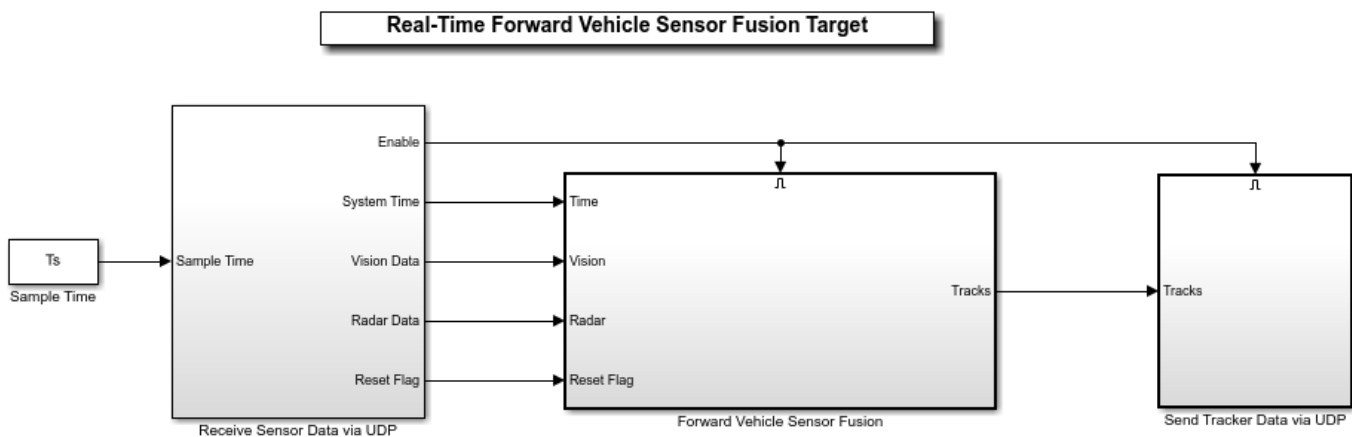 Real-Time Forward Vehicle Sensor Fusion Target
Ts
Sample Time
Sample Time
Enable
System Time
Vision Data
Radar Data
Reset Flag
Receive Sensor Data via UDP
Time
Vision
Radar
Reset Flag
Tracks
Forward Vehicle Sensor Fusion
Tracks
Send Tracker Data via UDP